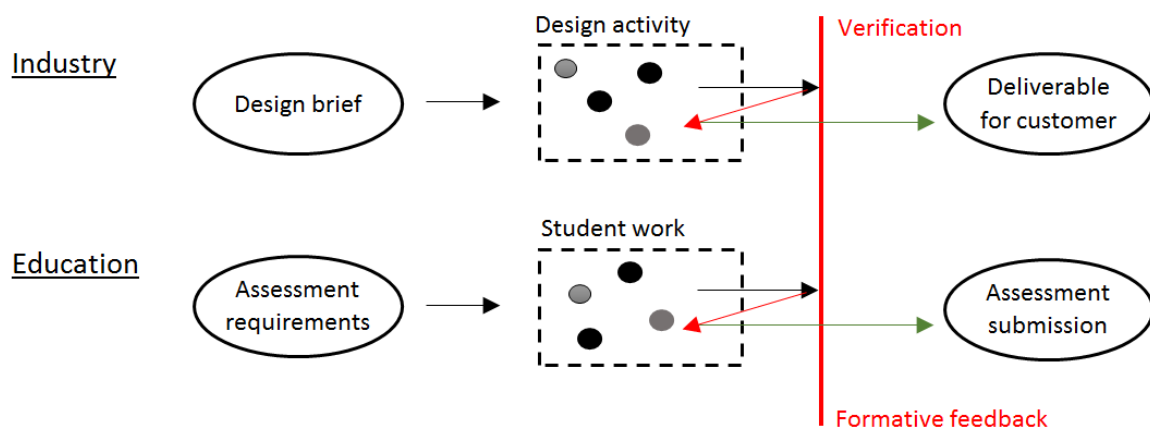 Design activity
Verification
Industry
Design brief
Deliverable
for customer
Student work
Education
Assessment
requirements
Assessment
submission
Formative feedback